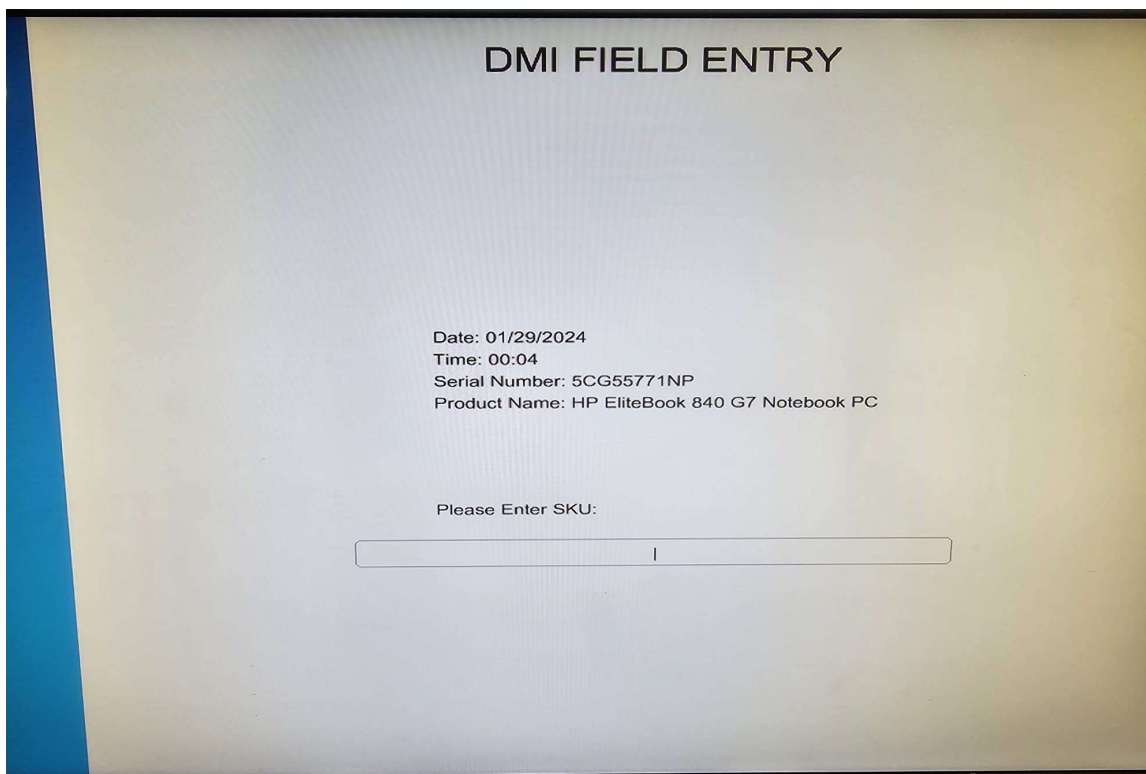 DMI FIELD ENTRY
Date: 01/29/2024
Time: 00:04
Serial Number: 5CG55771NP
Product Name: HP EliteBook 840 G7 Notebook PC
Please Enter SKU: